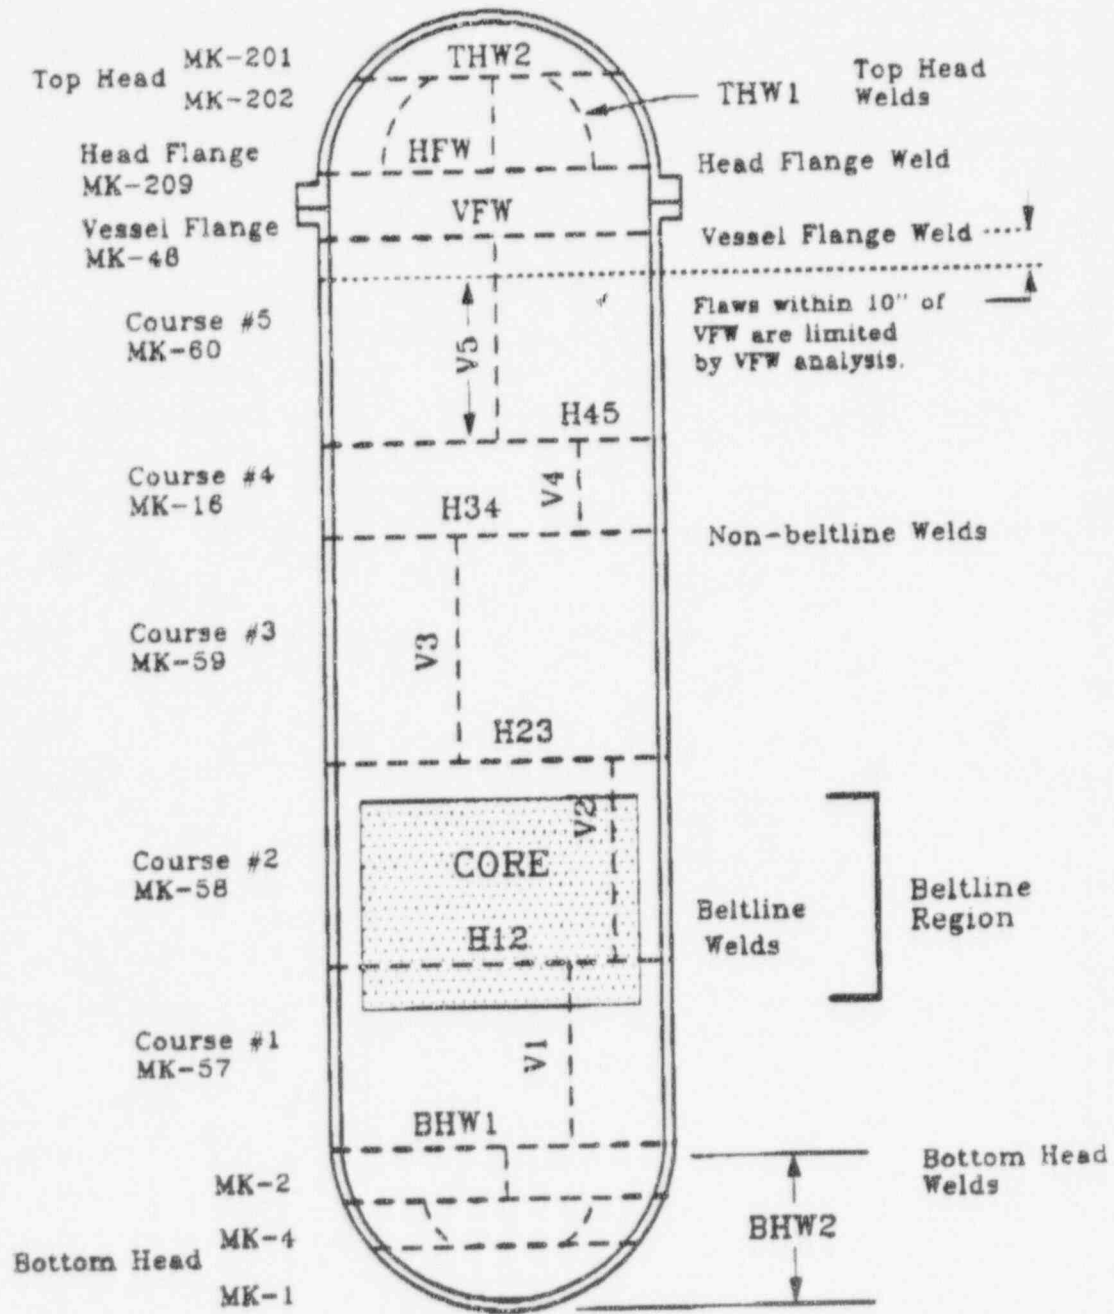 MK-201
Top Head
MK-202
THW2
THW1
Top Head
Welds
Head Flange
MK-209
HFW
Head Flange Weld
Vessel Flange
MK-48
VFW
Vessel Flange Weld
Flaws within 10" of
VFW are limited
by VFW analysis.
Course #5
MK-60
V5
H45
Course #4
MK-16
V4
H34
Non-beltline Welds
Course #3
MK-59
V3
H23
Course #2
MK-58
V2
CORE
H12
Beltline
Welds
Beltline
Region
Course #1
MK-57
V1
BHW1
Bottom Head
Welds
MK-2
BHW2
MK-4
Bottom Head
MK-1